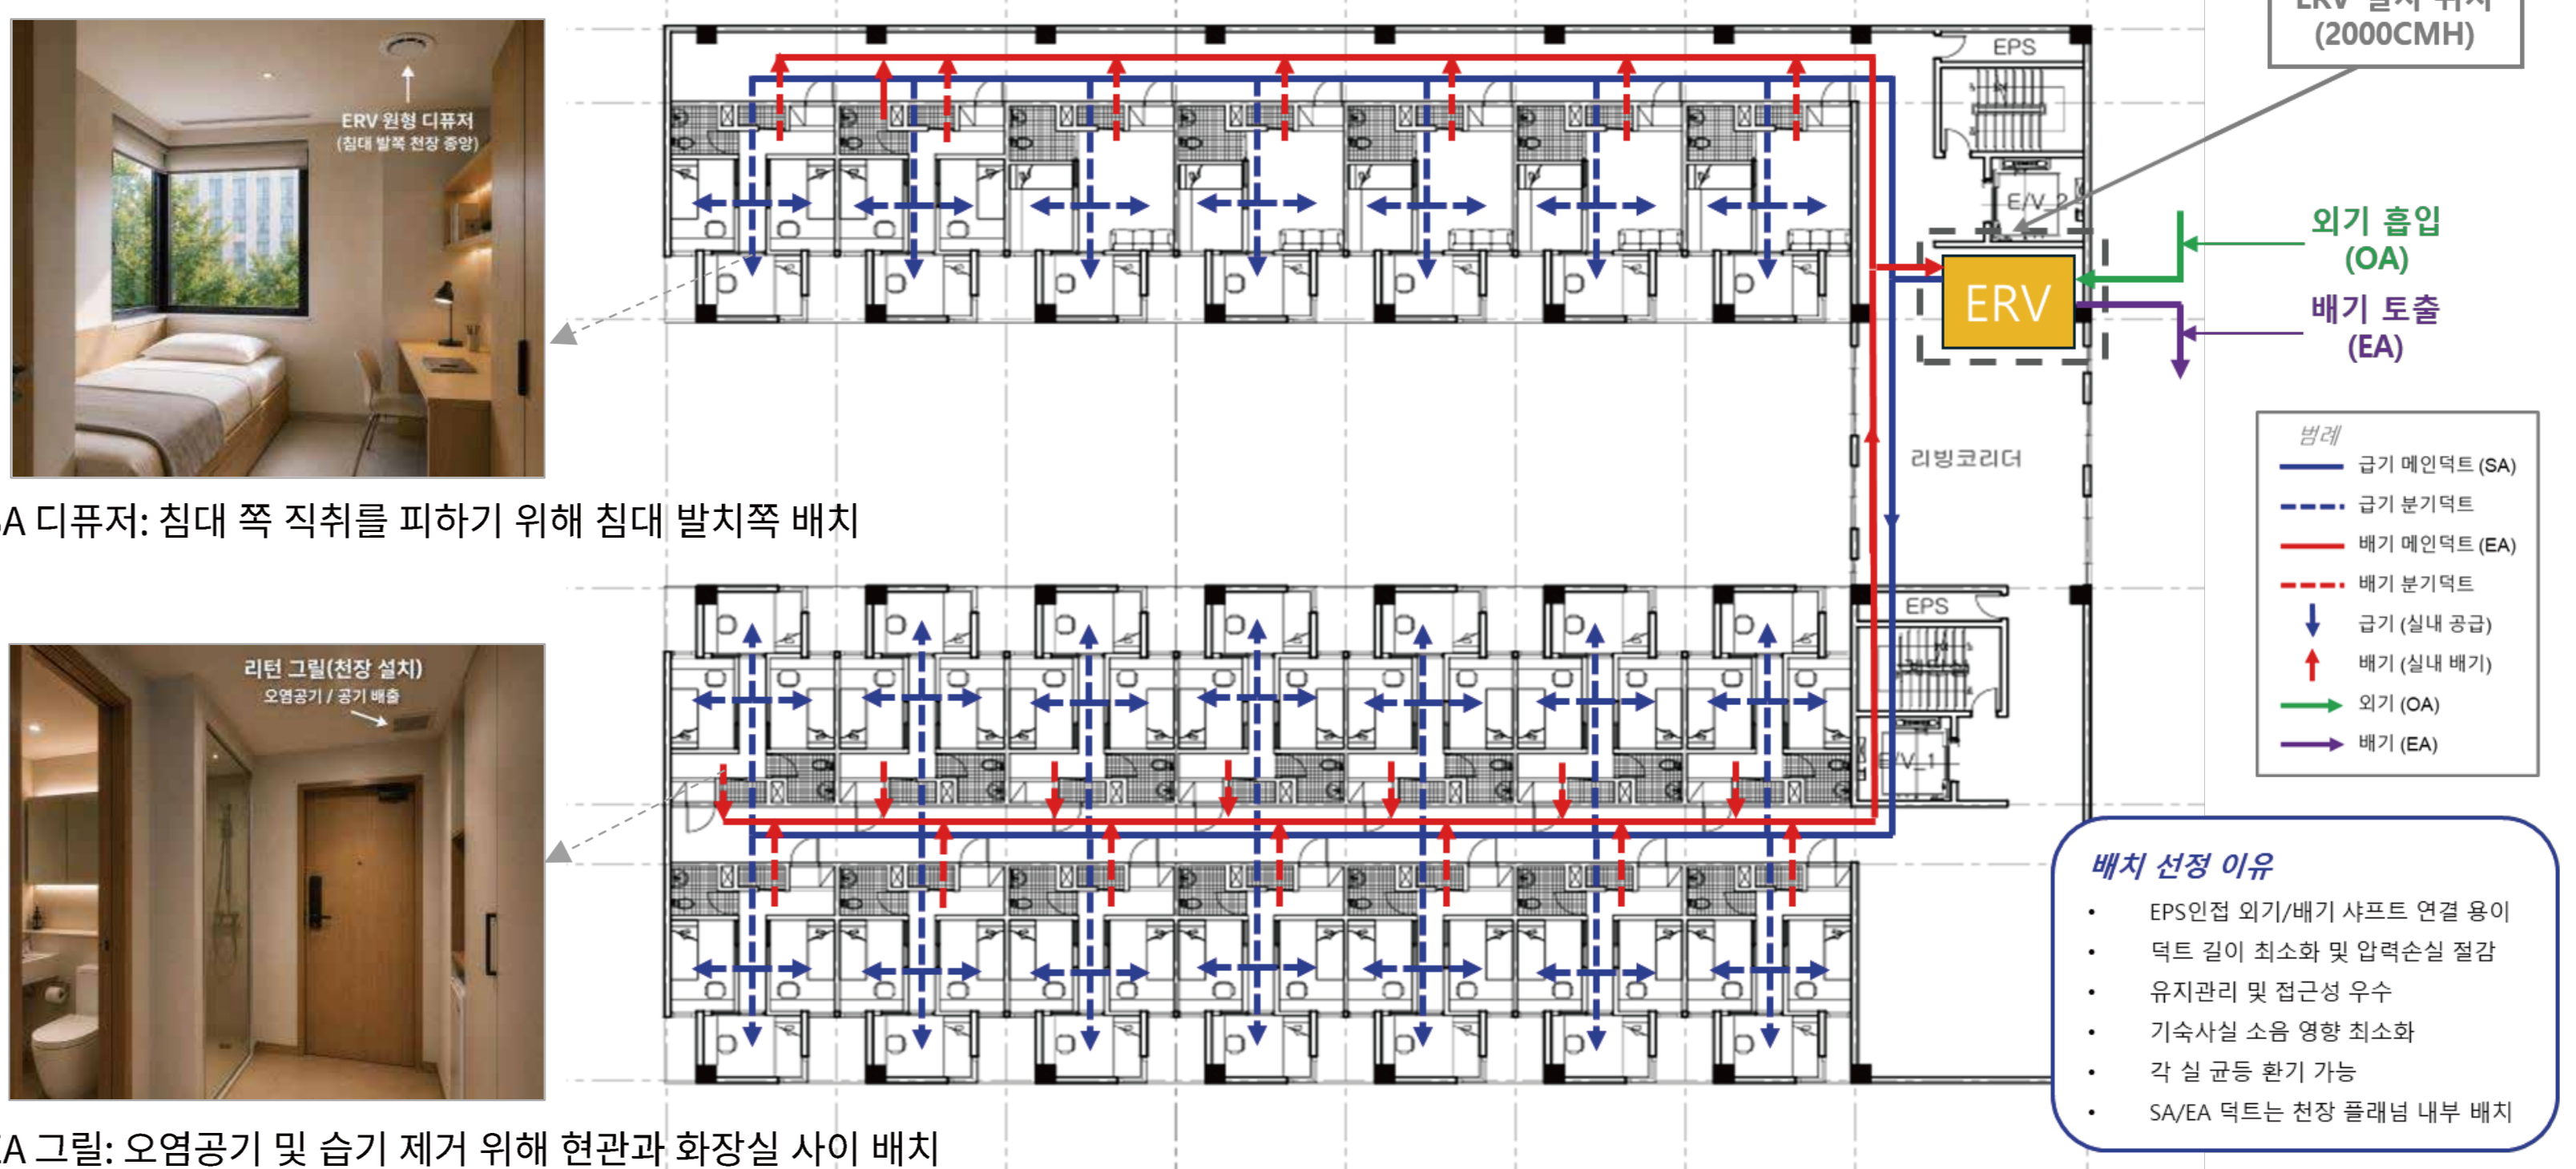 (2000CMH)
ERV 원형 디퓨저
(침대 발쪽 천장 중앙)
A 디퓨저: 침대 쪽 직취를 피하기 위해 침대 발치쪽 배치
리턴 그릴(천장 설치)
오염공기 / 공기 배출
A 그릴: 오염공기 및 습기 제거 위해 현관과 화장실 사이 배치
EPS
E/V_2
ERV
외기 흡입
(OA)
배기 토출
(EA)
리빙코리더
EPS
E/V_1
범례
급기 메인덕트 (SA)
급기 분기덕트
배기 메인덕트 (EA)
배기 분기덕트
급기 (실내 공급)
배기 (실내 배기)
외기 (OA)
배기 (EA)
배치 선정 이유
• EPS인접 외기/배기 샤프트 연결 용이
• 덕트 길이 최소화 및 압력손실 절감
• 유지관리 및 접근성 우수
• 기숙사실 소음 영향 최소화
• 각 실 균등 환기 가능
• SA/EA 덕트는 천장 플래넘 내부 배치